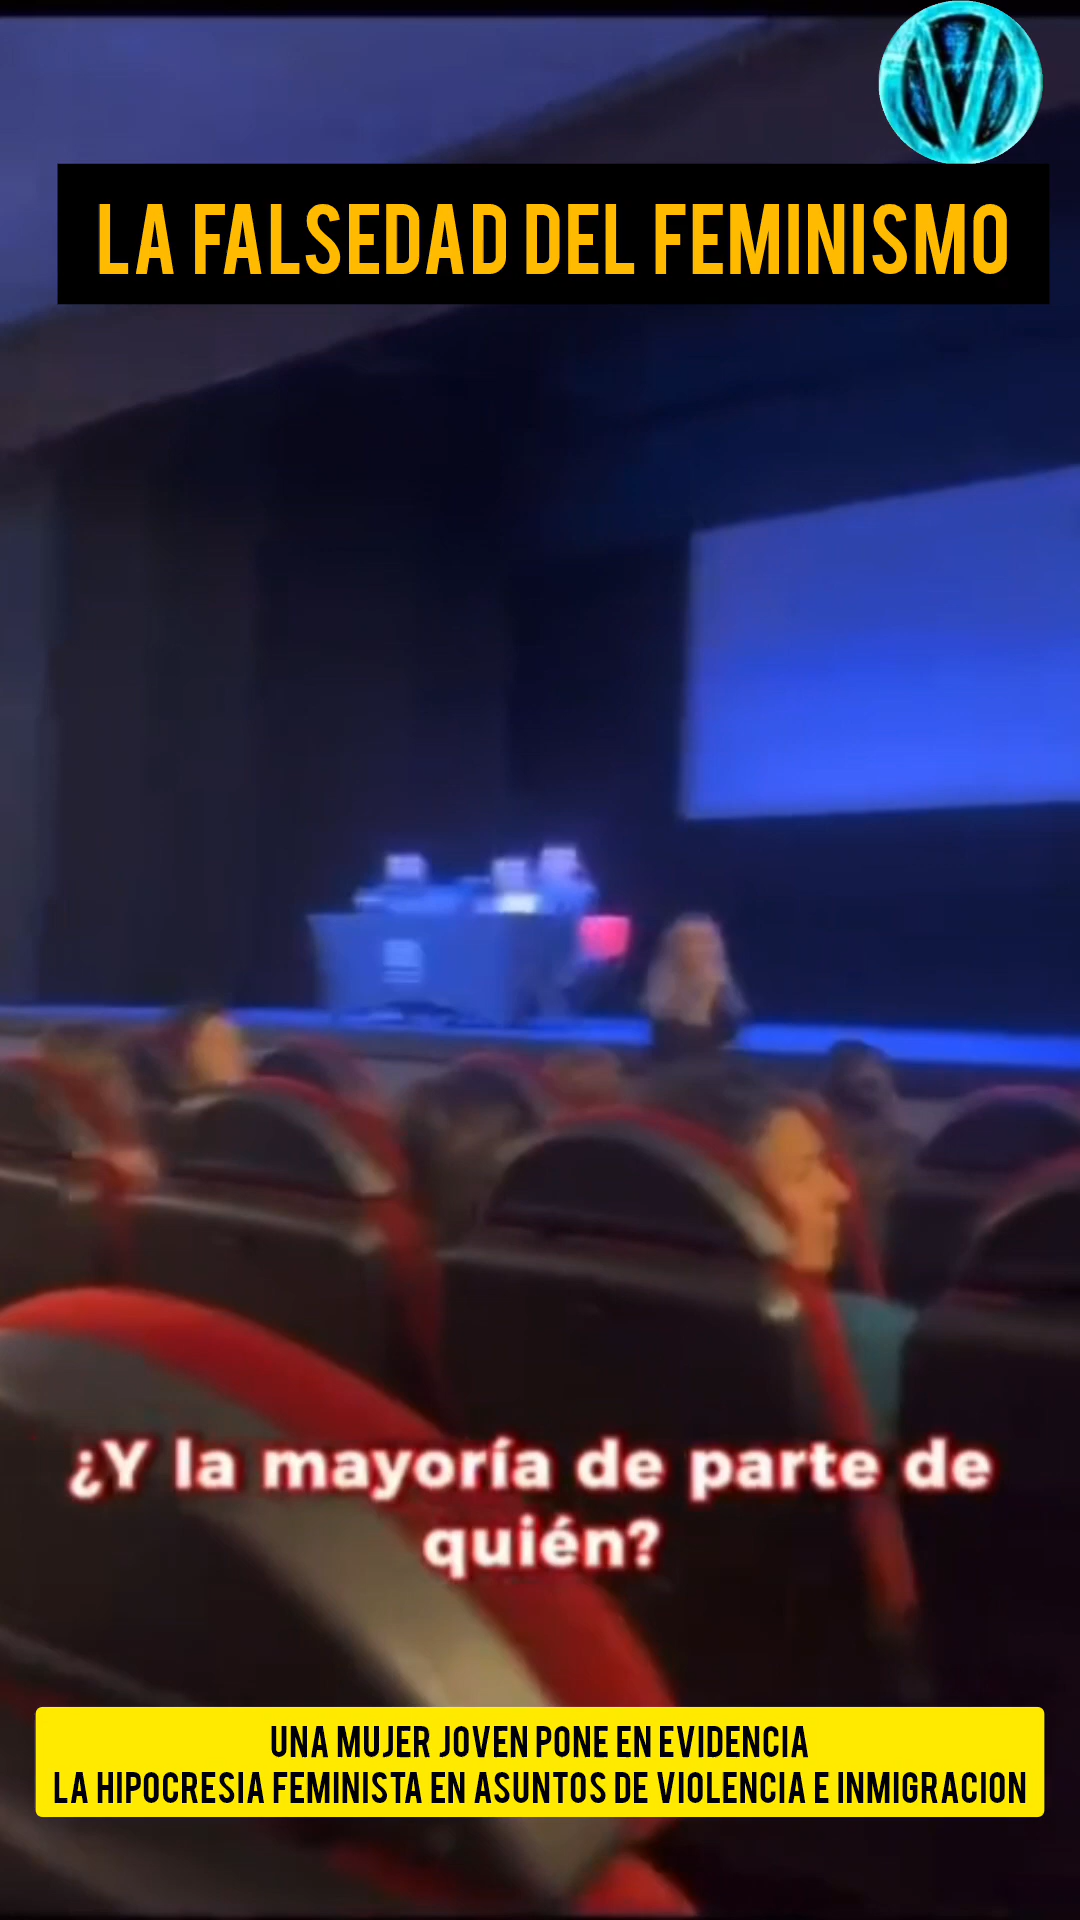 LA FALSEDAD DEL FEMINISMO
¿Y la mayoría de parte de
quién?
UNA MUJER JOVEN PONE EN EVIDENCIA
LA HIPOCRESIA FEMINISTA EN ASUNTOS DE VIOLENCIA E INMIGRACION